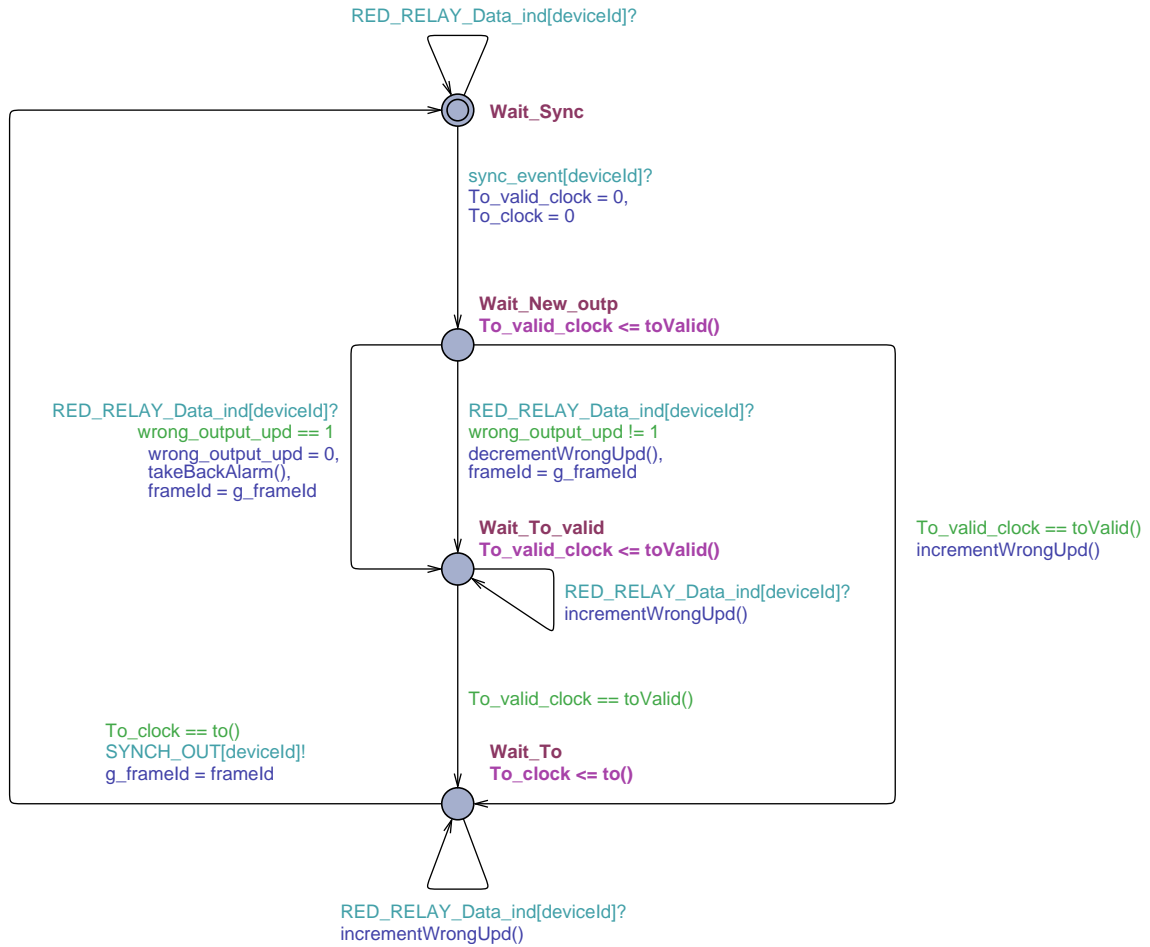 RED_RELAY_Data_ind[deviceId]?
Wait_Sync
sync_event[deviceId]?
To_valid_clock = 0,
To_clock = 0
Wait_New_outp
To_valid_clock <= toValid()
RED_RELAY_Data_ind[deviceId]?
wrong_output_upd == 1
wrong_output_upd = 0,
takeBackAlarm(),
frameId = g_frameId
RED_RELAY_Data_ind[deviceId]?
wrong_output_upd != 1
decrementWrongUpd(),
frameId = g_frameId
To_valid_clock == toValid()
incrementWrongUpd()
Wait_To_valid
To_valid_clock <= toValid()
RED_RELAY_Data_ind[deviceId]?
incrementWrongUpd()
To_valid_clock == toValid()
To_clock == to()
SYNCH_OUT[deviceId]!
g_frameId = frameId
Wait_To
To_clock <= to()
RED_RELAY_Data_ind[deviceId]?
incrementWrongUpd()